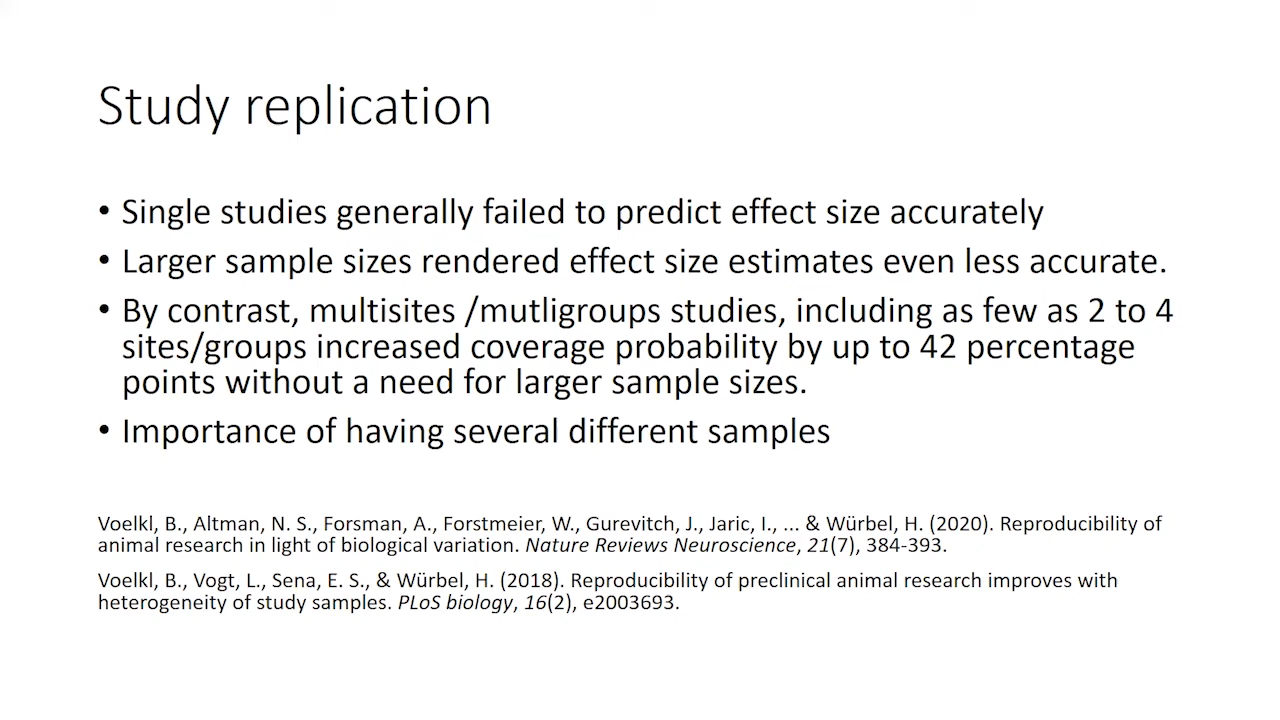 Study replication
• Single studies generally failed to predict effect size accurately
• Larger sample sizes rendered effect size estimates even less accurate.
• By contrast, multisites /mutligroups studies, including as few as 2 to 4
sites/groups increased coverage probability by up to 42 percentage
points without a need for larger sample sizes.
• Importance of having several different samples
Voelkl, B., Altman, N. S., Forsman, A., Forstmeier, W., Gurevitch, J., Jaric, I., ... & Würbel, H. (2020). Reproducibility of
animal research in light of biological variation. Nature Reviews Neuroscience, 21(7), 384-393.
Voelkl, B., Vogt, L., Sena, E. S., & Würbel, H. (2018). Reproducibility of preclinical animal research improves with
heterogeneity of study samples. PLoS biology, 16(2), e2003693.